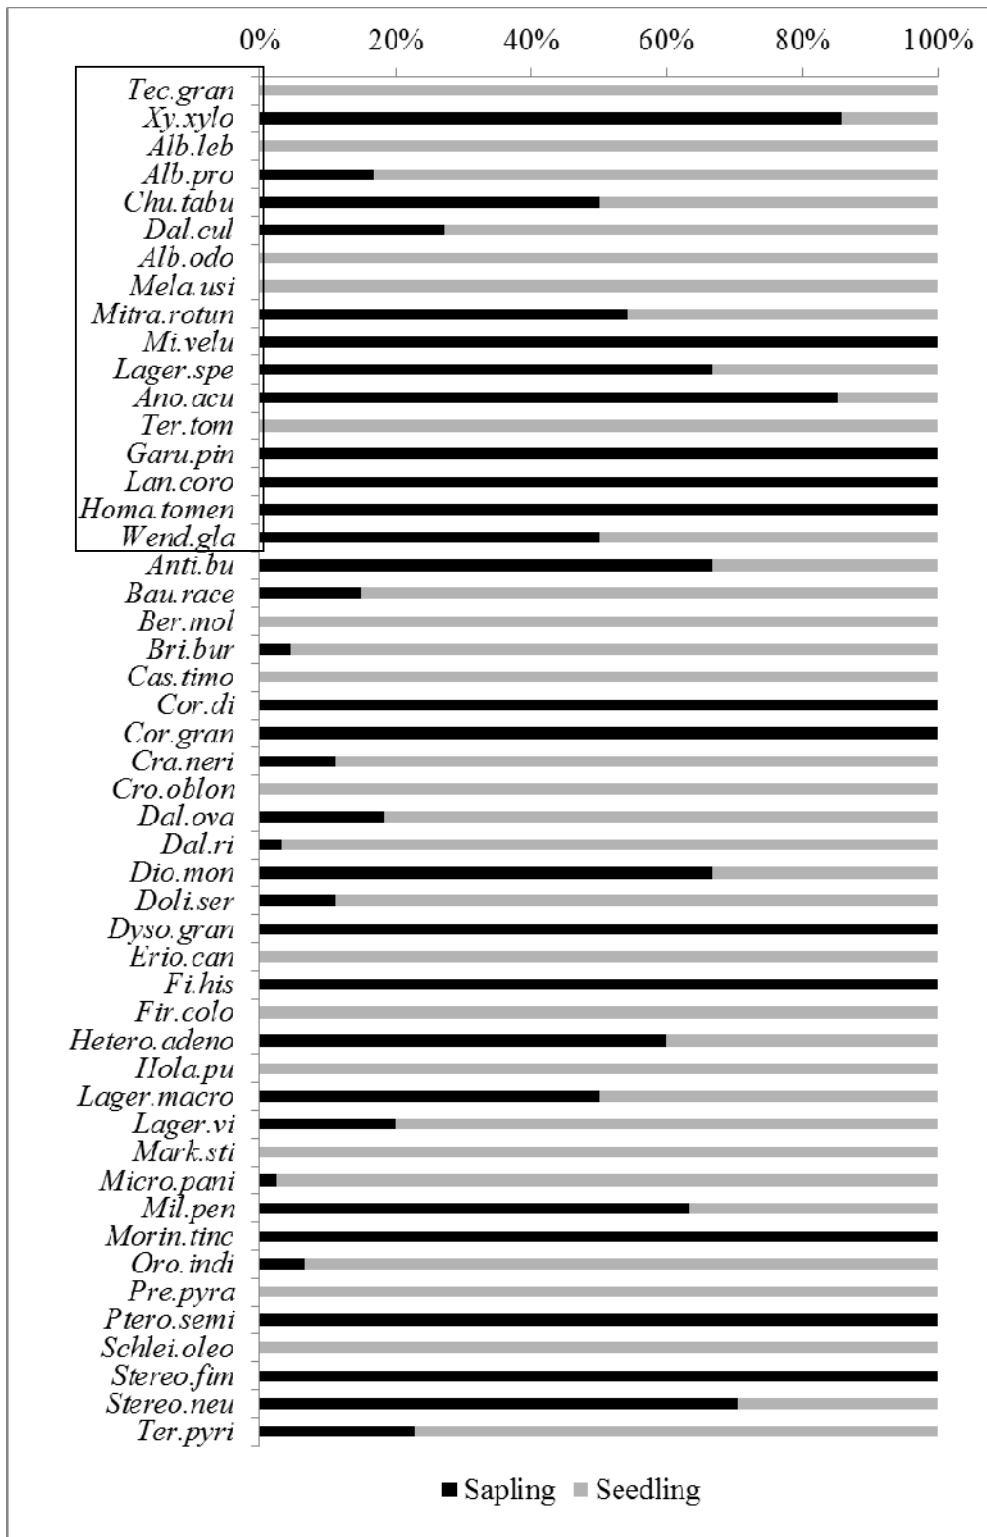 0% 20% 40% 60% 80% 100%
Tec.gran
Xy.xylo
Alb.leb
Alb.pro
Chu.tabu
Dal.cul
Alb.odo
Mela.usi
Mitra.rotun
Mi.velu
Lager.spe
Ano.acu
Ter.tom
Garu.pin
Lan.coro
Homa.tomen
Wend.gla
Anti.bu
Bau.race
Ber.mol
Bri.bur
Cas.timo
Cor.di
Cor.gran
Cra.neri
Cro.oblon
Dal.ova
Dal.ri
Dio.mon
Doli.ser
Dyso.gran
Erio.can
Fi.his
Fir.colo
Hetero.adeno
Hola.pu
Lager.macro
Lager.vi
Mark.sti
Micro.pani
Mil.pen
Morin.tinc
Oro.indi
Pre.pyra
Ptero.semi
Schlei.oleo
Stereo.fim
Stereo.neu
Ter.pyri
Sapling Seedling